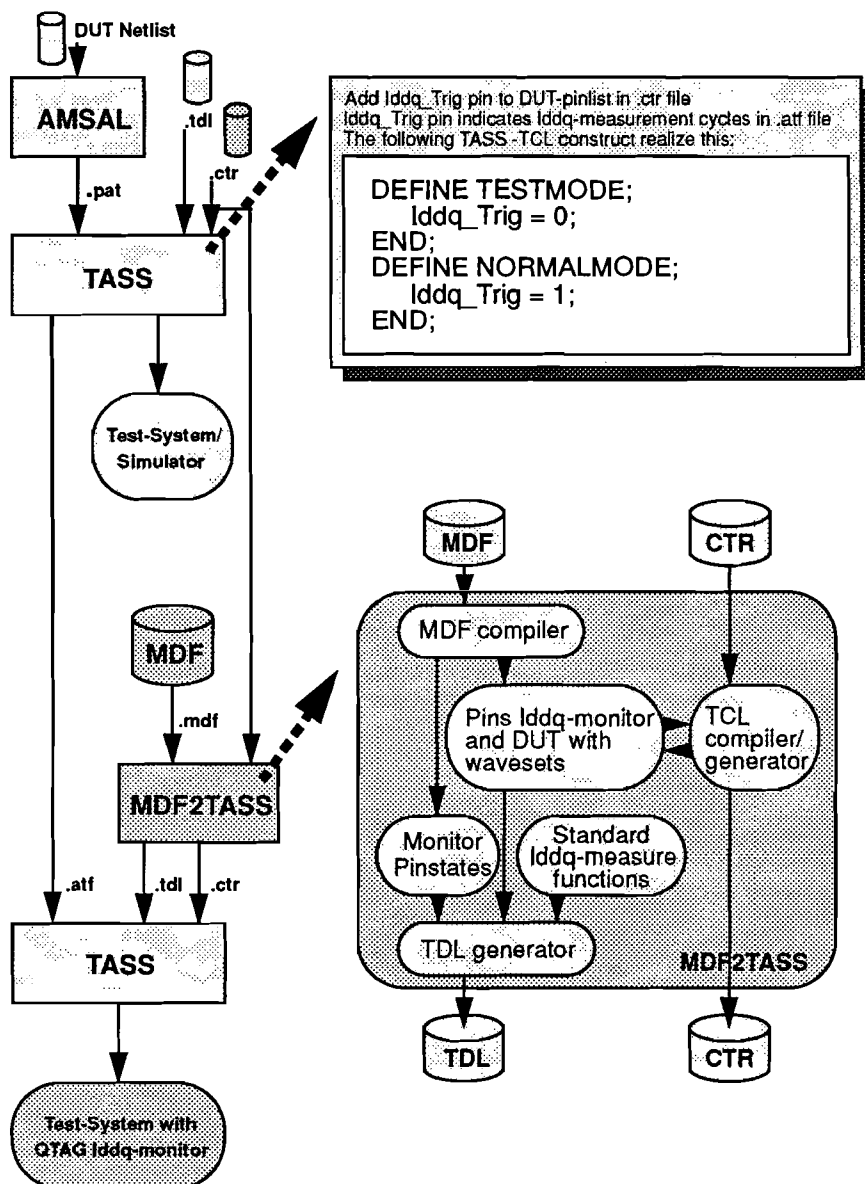 DUT Netlist
AMSAL
.tdl
.pat
.ctr
TASS
Test-System/
Simulator
MDF
.mdf
MDF2TASS
.atf
.tdl
.ctr
TASS
Test-System with
QTAG Iddq-monitor
Add Iddq_Trig pin to DUT-pinlist in .ctr file
Iddq_Trig pin indicates Iddq-measurement cycles in .atf file
The following TASS -TCL construct realize this:
DEFINE TESTMODE;
Iddq_Trig = 0;
END;
DEFINE NORMALMODE;
Iddq_Trig = 1;
END;
MDF
CTR
MDF compiler
Pins Iddq-monitor
and DUT with
wavesets
TCL
compiler/
generator
Monitor
Pinstates
Standard
Iddq-measure
functions
TDL generator
MDF2TASS
TDL
CTR